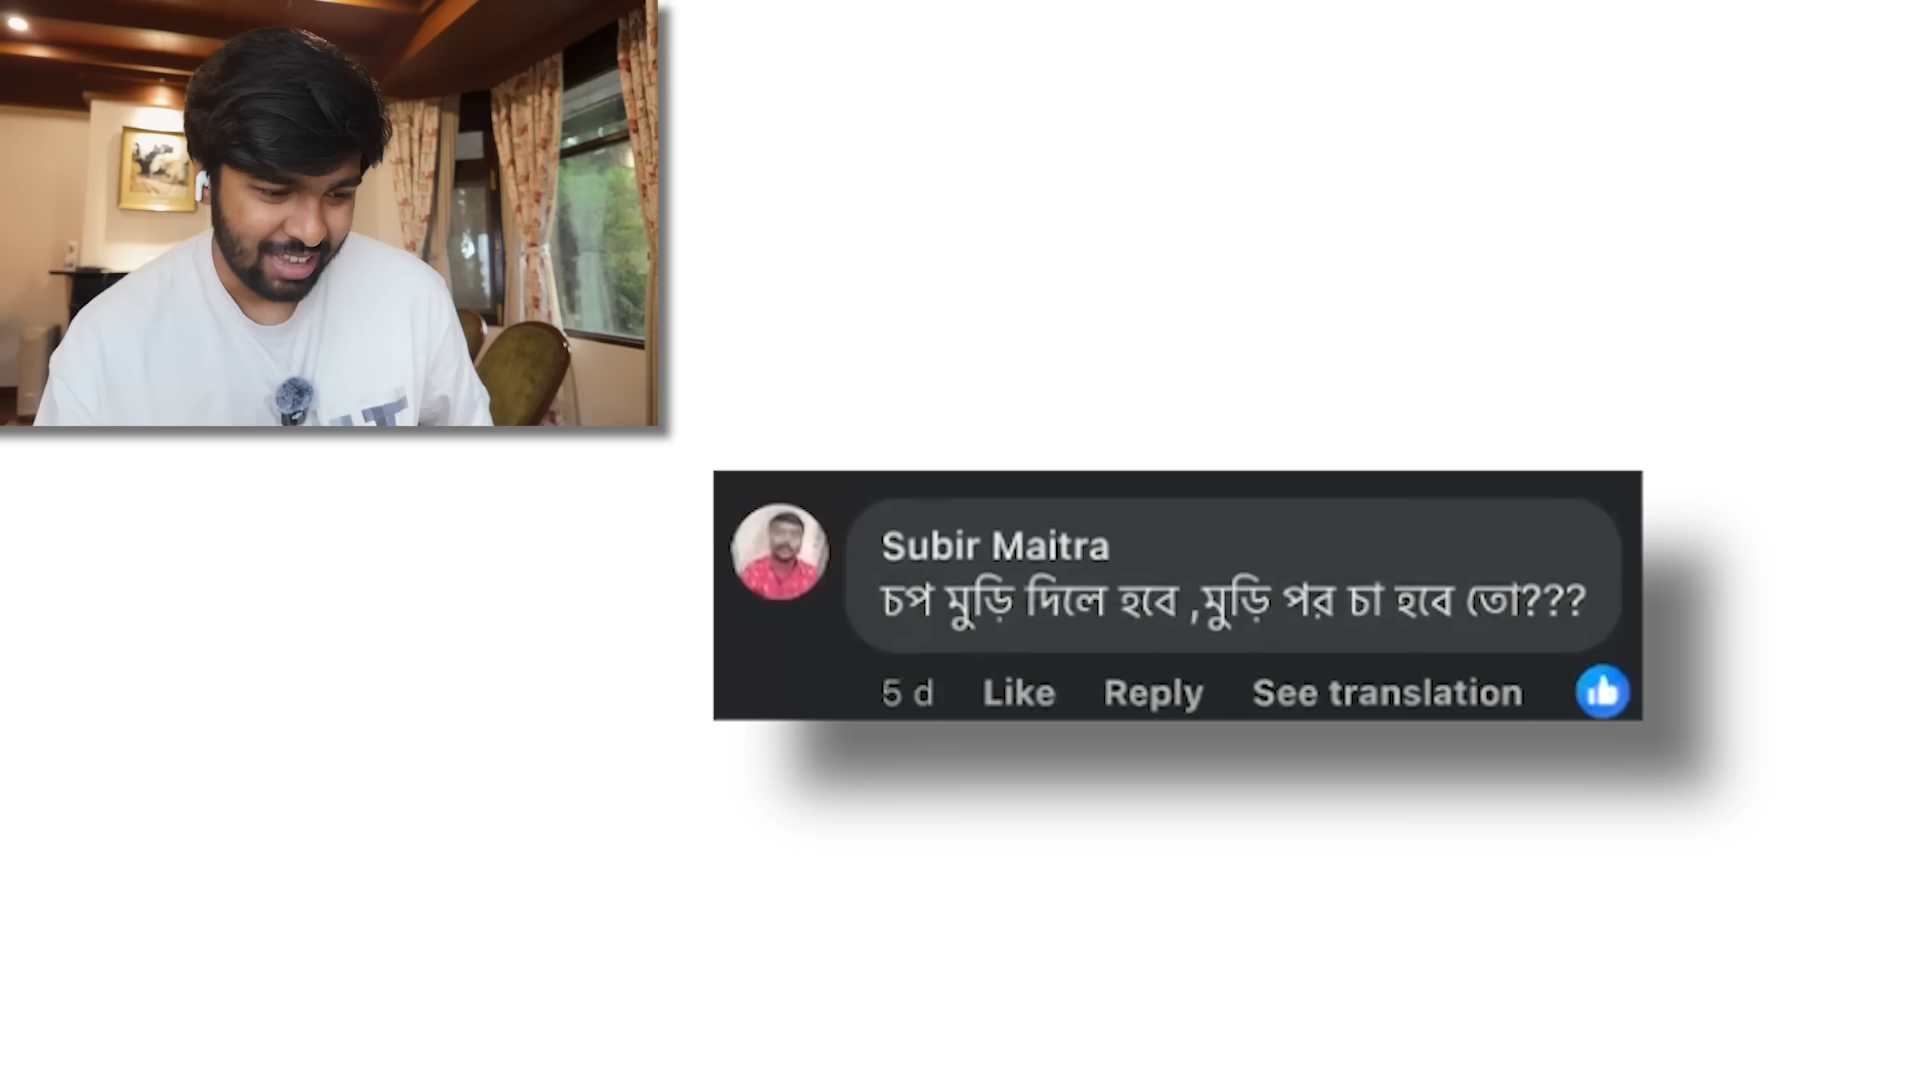 Subir Maitra
চপ মুড়ি দিলে হবে ,মুড়ি পর চা হবে তো???
5 d Like Reply See translation